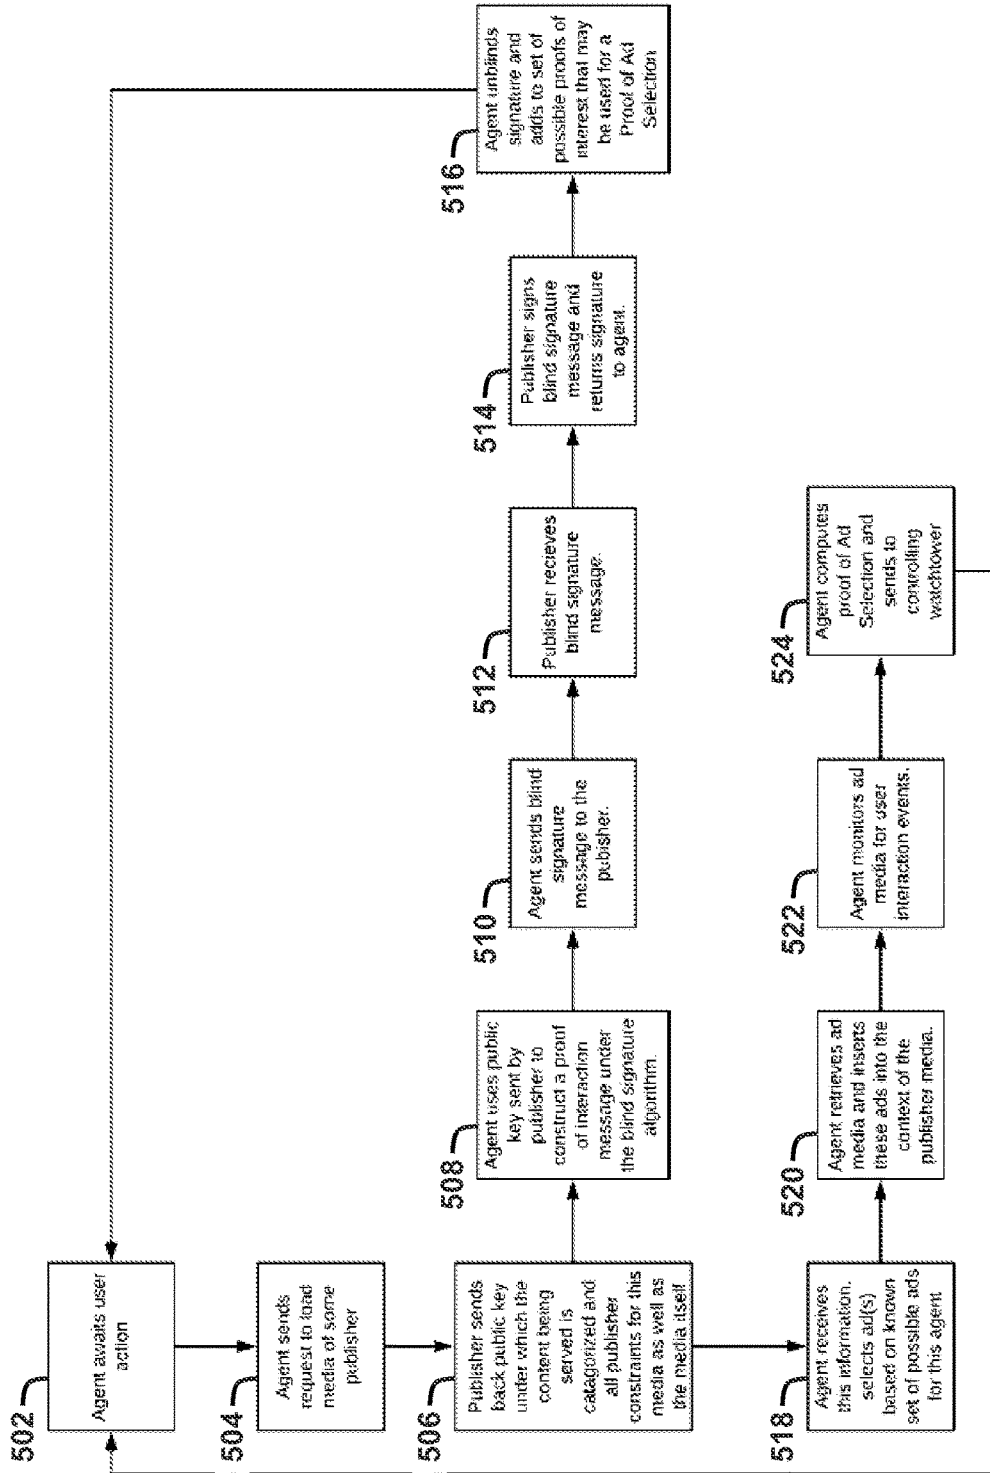 502
Agent awaits user
action
504
Agent sends
request to load
media of some
publisher
506
Publisher sends
back public key
under which the
content being
served is
catagorized and
all publisher
constraints for this
media as well as
the media itself
508
Agent uses public
key sent by
publisher to
construct a proof
of interaction
message under
the blind signature
algorithm.
510
Agent sends blind
signature
message to the
publisher.
512
Publisher recieves
blind signature
message.
514
Publisher signs
blind signature
message and
returns signature
to agent.
516
Agent unblinds
signature and
adds to set of
possible proofs of
interest that may
be used for a
Proof of Ad
Selection
518
Agent receives
this information,
selects ad(s)
based on known
set of possible ads
for this agent
520
Agent retrieves ad
media and inserts
these ads into the
context of the
publisher media.
522
Agent monitors ad
media for user
interaction events.
524
Agent computes
proof of Ad
Selection and
sends to
controlling
watchtower